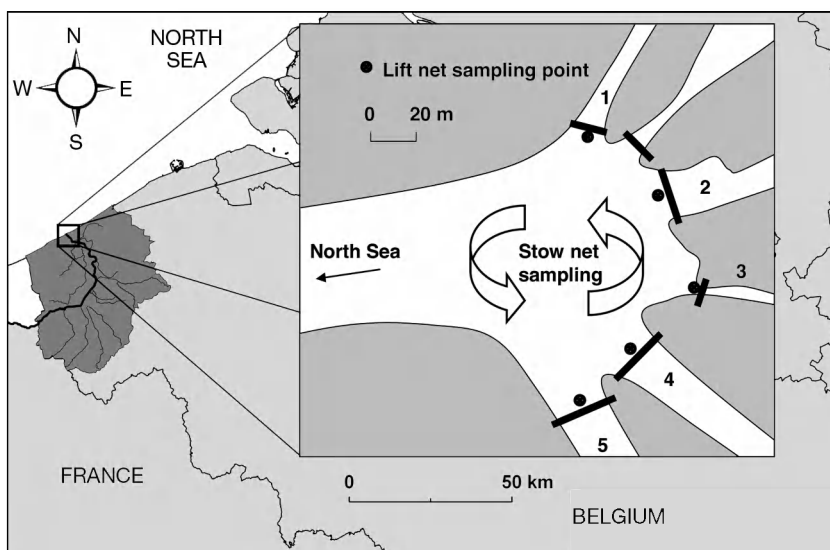 N
W E
S
NORTH
SEA
Lift net sampling point
0 20 m
1
2
3
4
5
North Sea
Stow net
sampling
FRANCE
0 50 km
BELGIUM